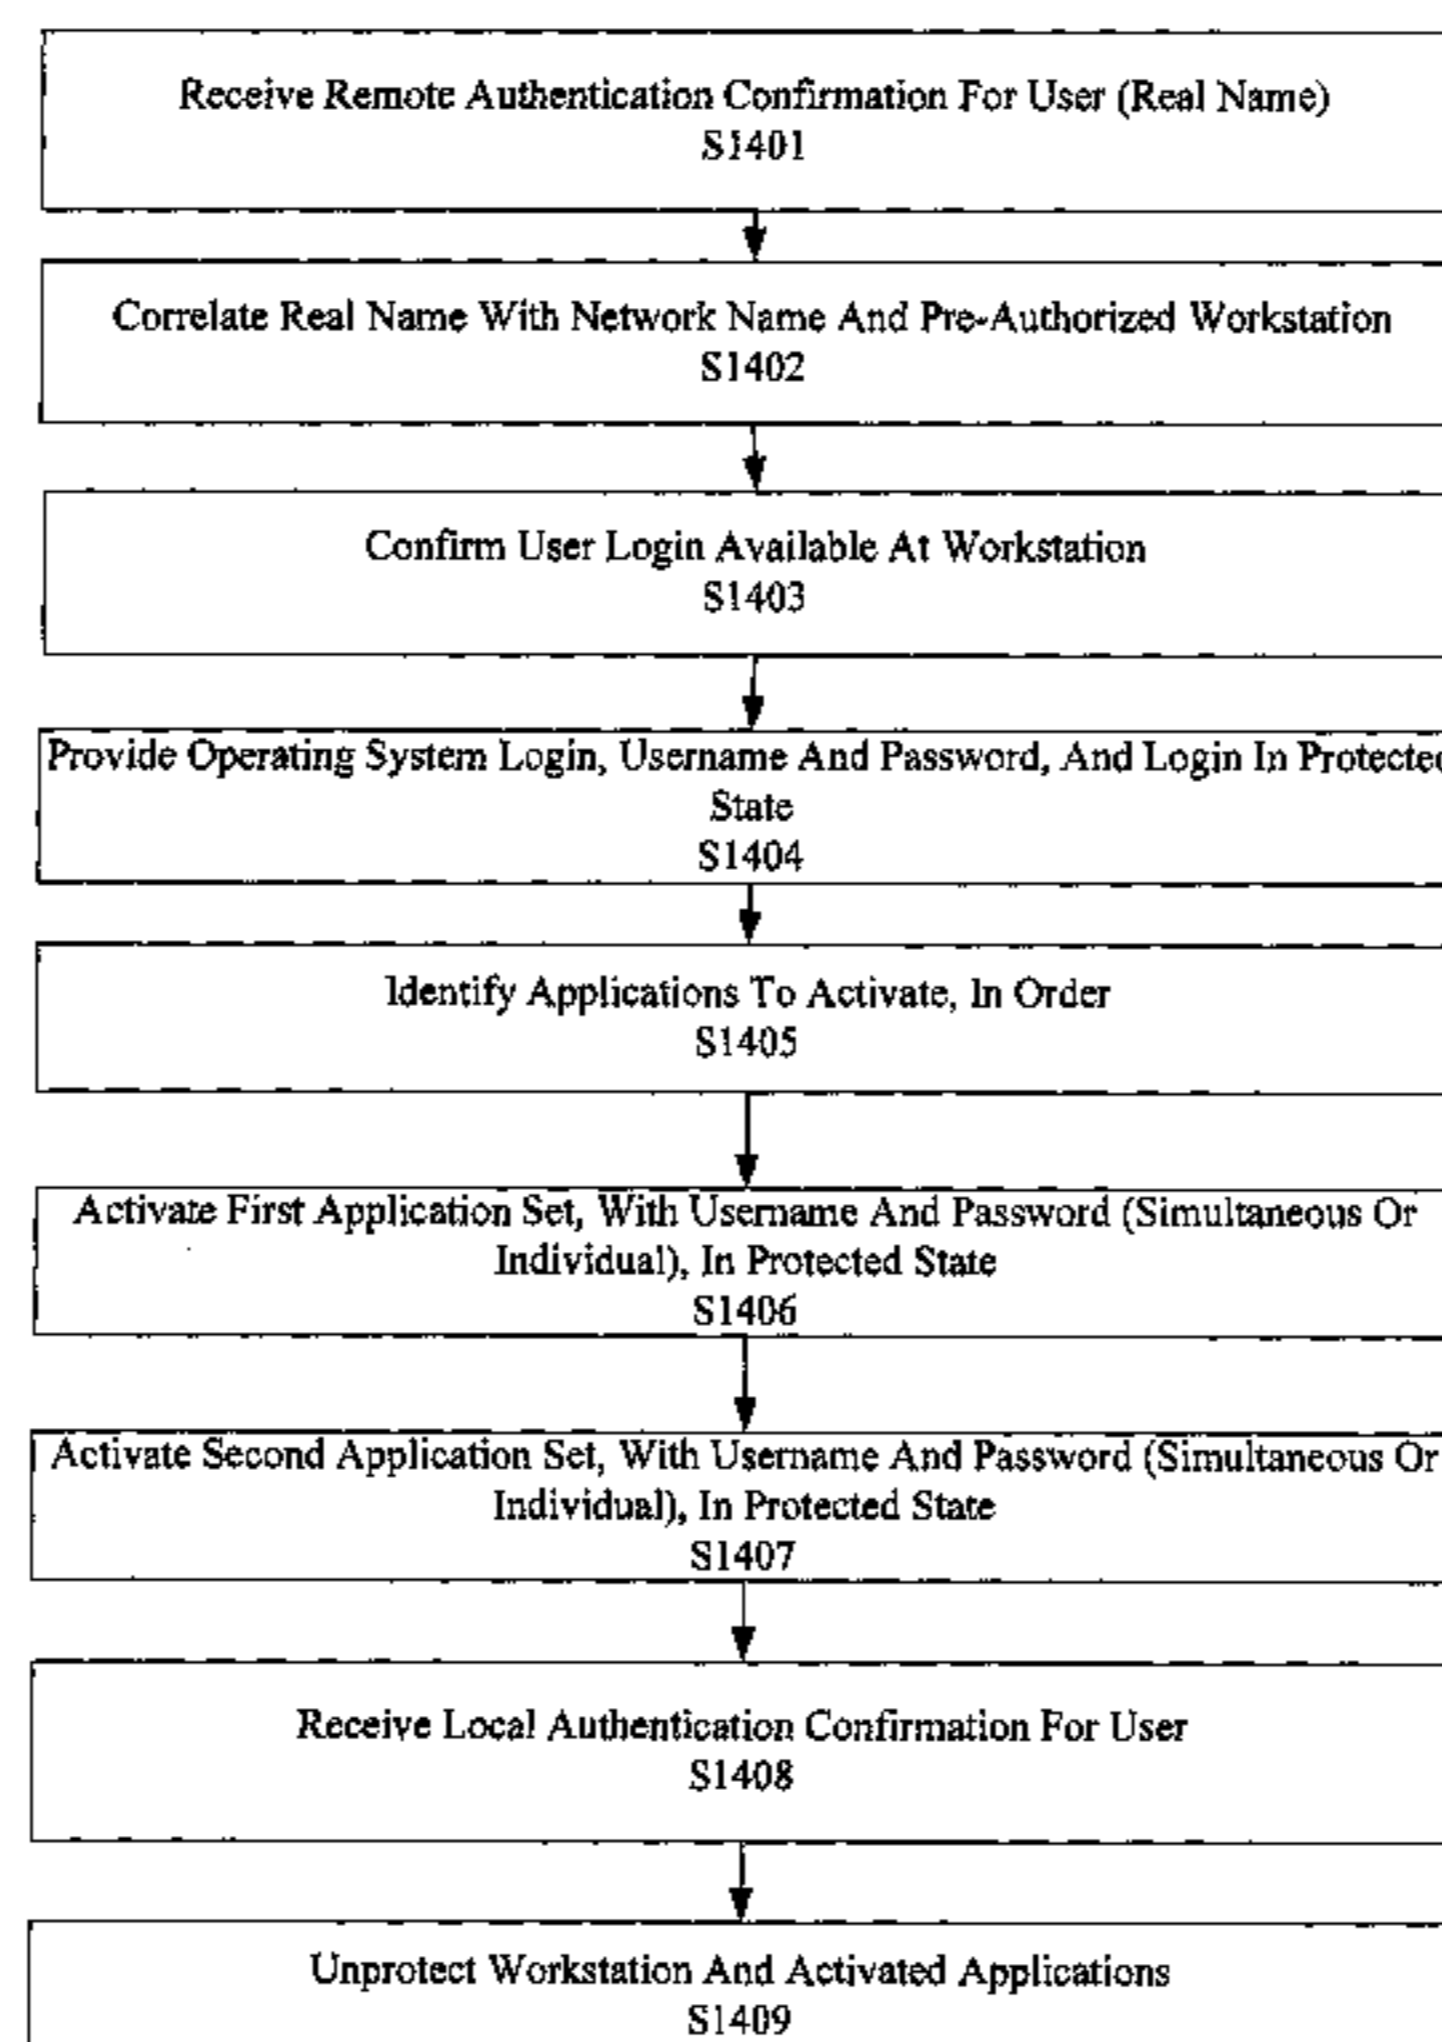 Receive Remote Authentication Confirmation For User (Real Name)
S1401
Correlate Real Name With Network Name And Pre-Authorized Workstation
S1402
Confirm User Login Available At Workstation
S1403
Provide Operating System Login, Username And Password, And Login In Protected
State
S1404
Identify Applications To Activate, In Order
S1405
Activate First Application Set, With Username And Password (Simultaneous Or
Individual), In Protected State
S1406
Activate Second Application Set, With Username And Password (Simultaneous Or
Individual), In Protected State
S1407
Receive Local Authentication Confirmation For User
S1408
Unprotect Workstation And Activated Applications
S1409